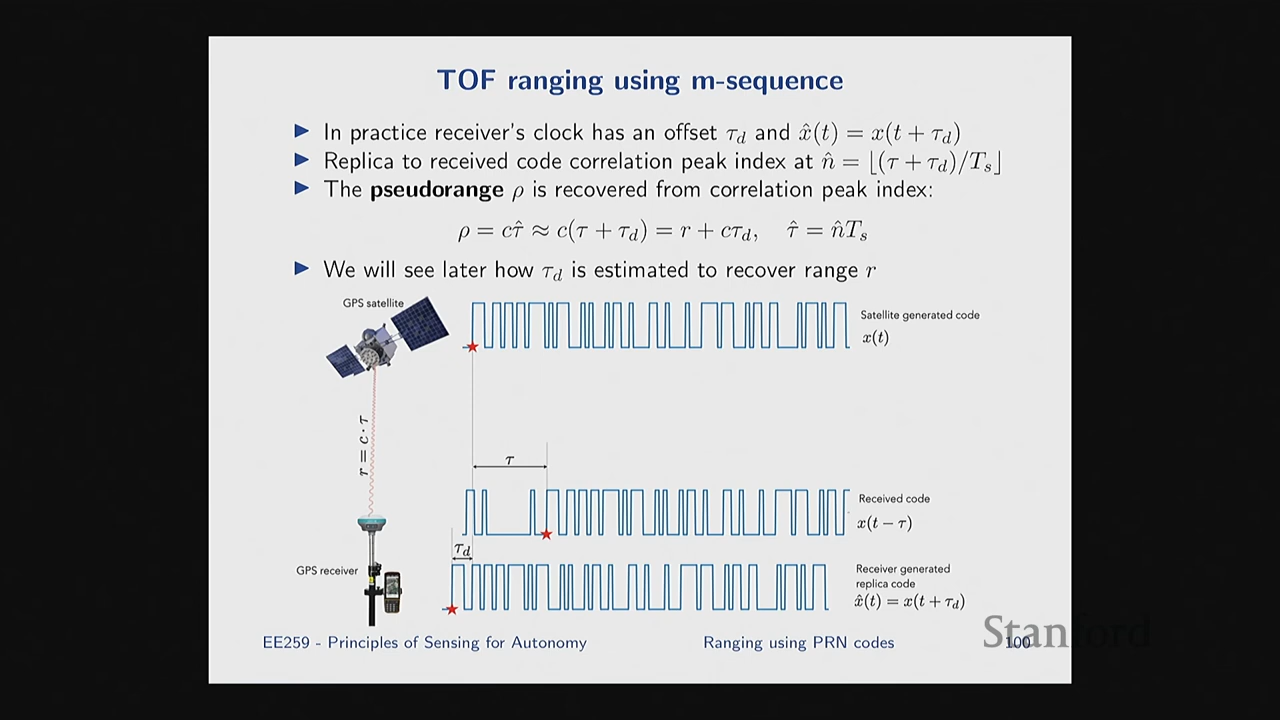 TOF ranging using m-sequence
In practice receiver's clock has an offset τ_d and x̂(t) = x(t + τ_d)
Replica to received code correlation peak index at n̂ = ⌊(τ + τ_d)/T_s⌋
The pseudorange ρ is recovered from correlation peak index:
ρ = cτ̂ ≈ c(τ + τ_d) = r + cτ_d, τ̂ = n̂T_s
We will see later how τ_d is estimated to recover range r
GPS satellite
Satellite generated code
x(t)
r = c · τ
τ
Received code
x(t − τ)
τ_d
GPS receiver
Receiver generated
replica code
x̂(t) = x(t + τ_d)
EE259 - Principles of Sensing for Autonomy
Ranging using PRN codes
100
Stanford